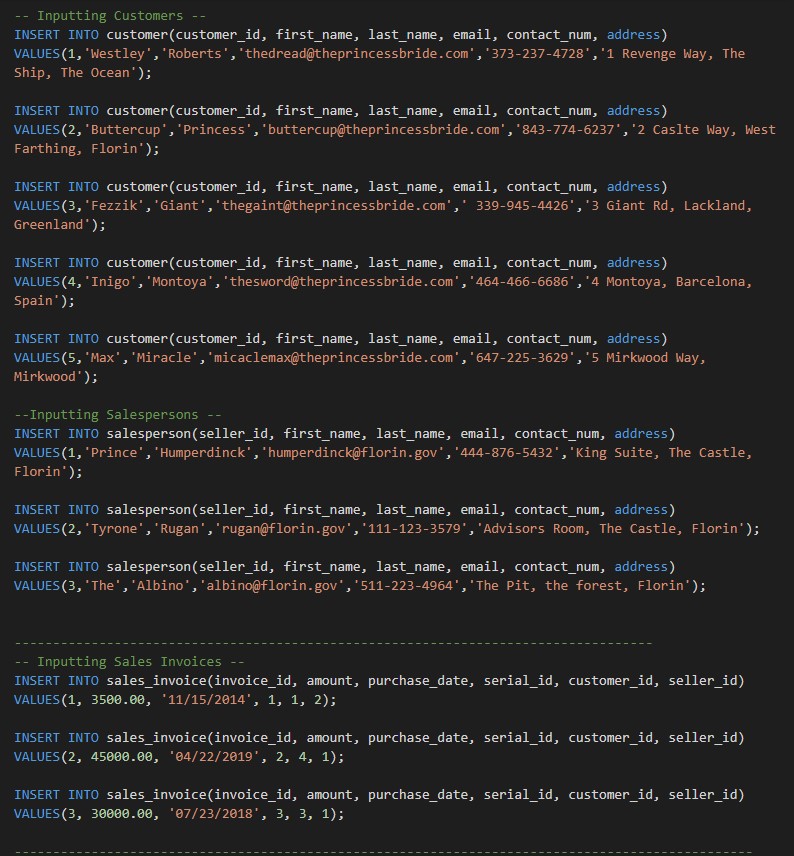 -- Inputting Customers --
INSERT INTO customer(customer_id, first_name, last_name, email, contact_num, address)
VALUES(1,'Westley','Roberts','thedread@theprincessbride.com','373-237-4728','1 Revenge Way, The
Ship, The Ocean');
INSERT INTO customer(customer_id, first_name, last_name, email, contact_num, address)
VALUES(2,'Buttercup','Princess','buttercup@theprincessbride.com','843-774-6237','2 Caslte Way, West
Farthing, Florin');
INSERT INTO customer(customer_id, first_name, last_name, email, contact_num, address)
VALUES(3,'Fezzik','Giant','thegaint@theprincessbride.com',' 339-945-4426','3 Giant Rd, Lackland,
Greenland');
INSERT INTO customer(customer_id, first_name, last_name, email, contact_num, address)
VALUES(4,'Inigo','Montoya','thesword@theprincessbride.com','464-466-6686','4 Montoya, Barcelona,
Spain');
INSERT INTO customer(customer_id, first_name, last_name, email, contact_num, address)
VALUES(5,'Max','Miracle','micaclemax@theprincessbride.com','647-225-3629','5 Mirkwood Way,
Mirkwood');
--Inputting Salespersons --
INSERT INTO salesperson(seller_id, first_name, last_name, email, contact_num, address)
VALUES(1,'Prince','Humperdinck','humperdinck@florin.gov','444-876-5432','King Suite, The Castle,
Florin');
INSERT INTO salesperson(seller_id, first_name, last_name, email, contact_num, address)
VALUES(2,'Tyrone','Rugan','rugan@florin.gov','111-123-3579','Advisors Room, The Castle, Florin');
INSERT INTO salesperson(seller_id, first_name, last_name, email, contact_num, address)
VALUES(3,'The','Albino','albino@florin.gov','511-223-4964','The Pit, the forest, Florin');
-----------------------------------------------------------------------------------
-- Inputting Sales Invoices --
INSERT INTO sales_invoice(invoice_id, amount, purchase_date, serial_id, customer_id, seller_id)
VALUES(1, 3500.00, '11/15/2014', 1, 1, 2);
INSERT INTO sales_invoice(invoice_id, amount, purchase_date, serial_id, customer_id, seller_id)
VALUES(2, 45000.00, '04/22/2019', 2, 4, 1);
INSERT INTO sales_invoice(invoice_id, amount, purchase_date, serial_id, customer_id, seller_id)
VALUES(3, 30000.00, '07/23/2018', 3, 3, 1);
------------------------------------------------------------------------------------------------